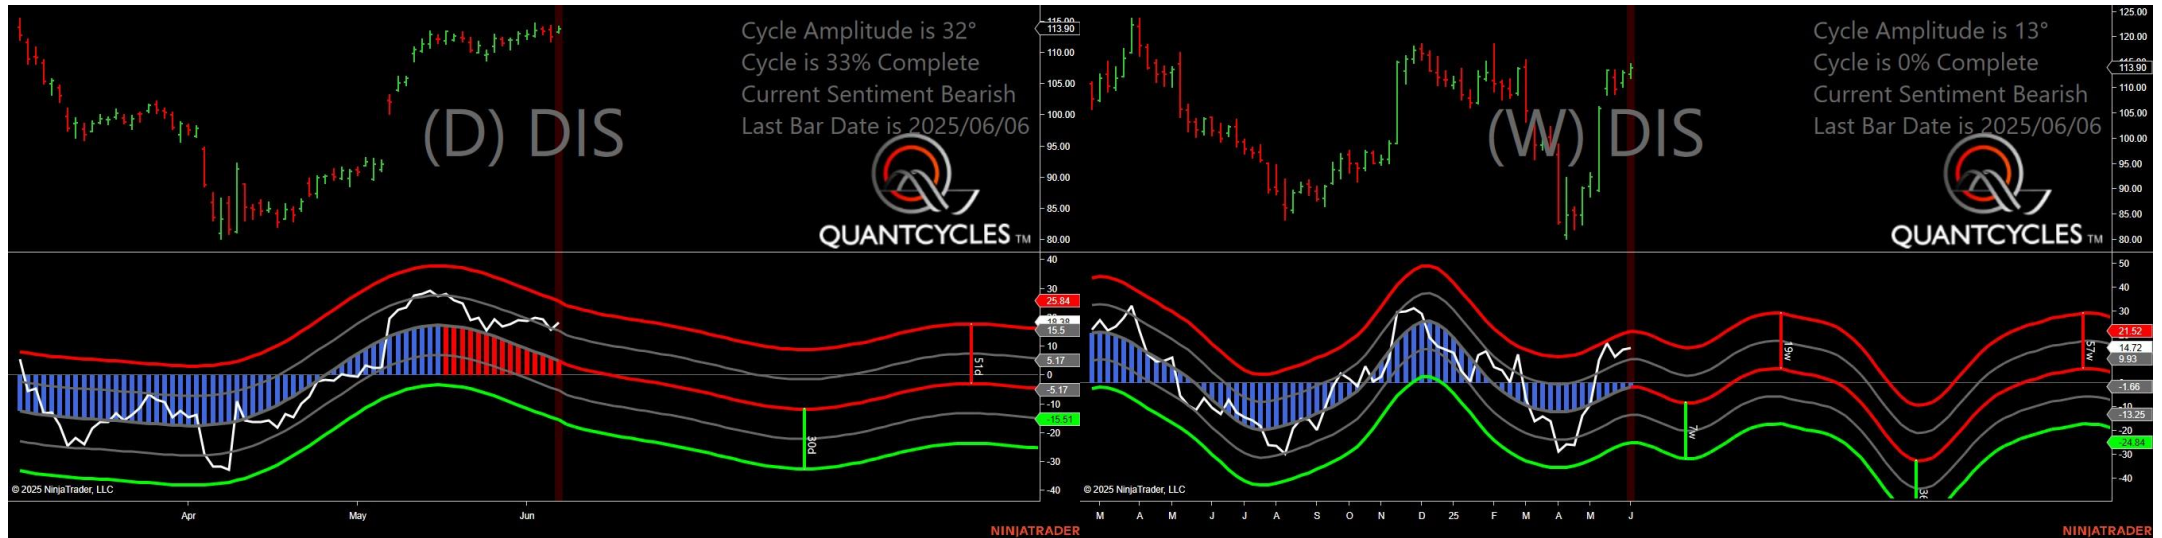 Cycle Amplitude is 32°
Cycle is 33% Complete
Current Sentiment Bearish
Last Bar Date is 2025/06/06
(D) DIS
QUANTCYCLES TM
115.00
113.90
110.00
105.00
100.00
95.00
90.00
85.00
80.00
40
30
25.84
15.5
10
5.17
0
-5.17
-10
-15.51
-20
-30
-40
51d
30d
© 2025 NinjaTrader, LLC
Apr May Jun
NINJATRADER
Cycle Amplitude is 13°
Cycle is 0% Complete
Current Sentiment Bearish
Last Bar Date is 2025/06/06
(W) DIS
QUANTCYCLES TM
125.00
120.00
113.90
110.00
105.00
100.00
95.00
90.00
85.00
80.00
50
40
30
21.52
14.72
9.93
-1.66
-10
-13.25
-20
-24.84
-30
-40
19w
57w
7w
© 2025 NinjaTrader, LLC
M A M J J A S O N D 25 F M A M J
NINJATRADER